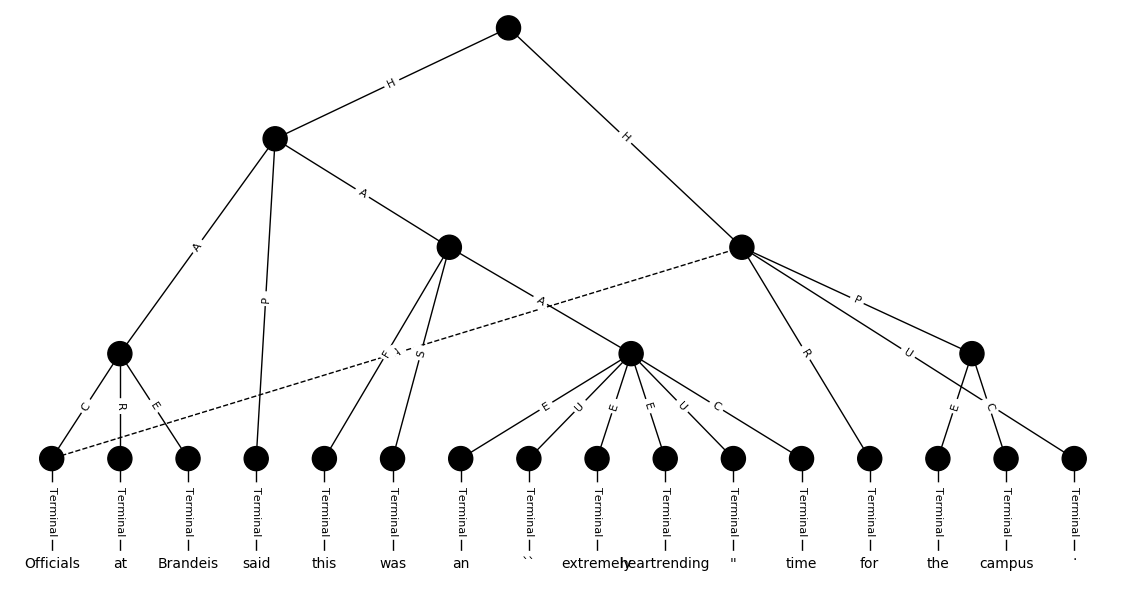 H
H
A
A
P
A
P
A
F
S
R
U
C
R
E
E
U
E
E
U
C
E
C
Terminal Terminal Terminal Terminal Terminal Terminal Terminal Terminal Terminal Terminal Terminal Terminal Terminal Terminal Terminal Terminal
Officials at Brandeis said this was an `` extremely heartrending " time for the campus .